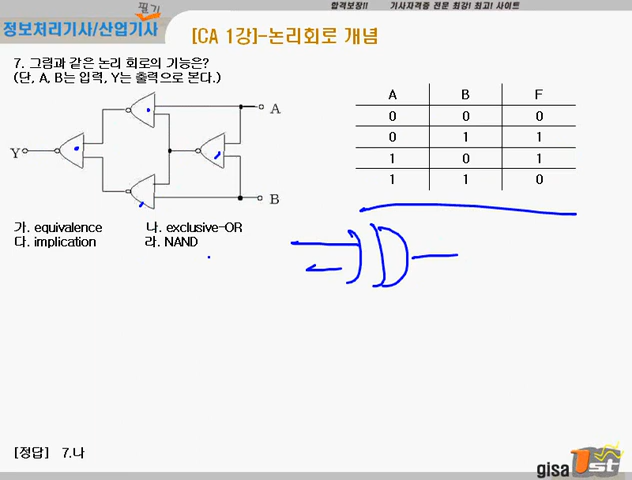 합격보장!! 기사자격증 전문 최강! 최고! 사이트
필기
정보처리기사/산업기사
[CA 1강]-논리회로 개념
7. 그림과 같은 논리 회로의 기능은?
(단, A, B는 입력, Y는 출력으로 본다.)
A
Y
B
A B F
0 0 0
0 1 1
1 0 1
1 1 0
가. equivalence 나. exclusive-OR
다. implication 라. NAND
[정답] 7.나
gisa 1st